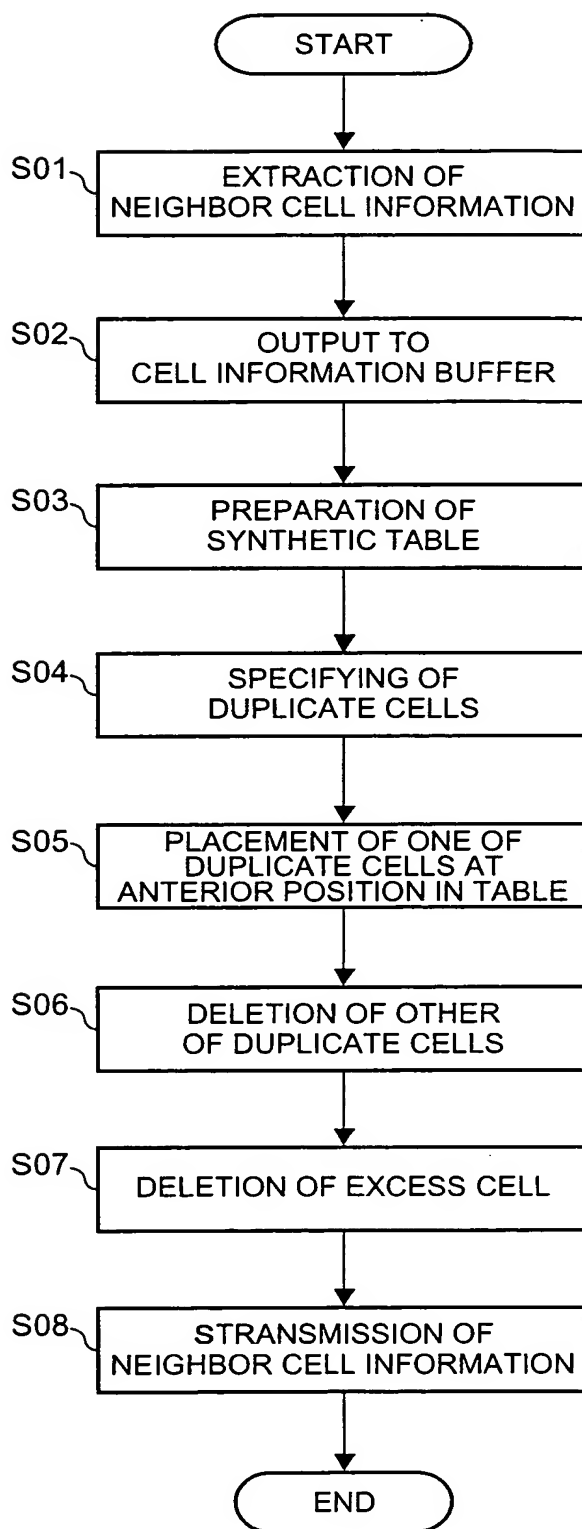 START
S01
EXTRACTION OF
NEIGHBOR CELL INFORMATION
S02
OUTPUT TO
CELL INFORMATION BUFFER
S03
PREPARATION OF
SYNTHETIC TABLE
S04
SPECIFYING OF
DUPLICATE CELLS
S05
PLACEMENT OF ONE OF
DUPLICATE CELLS AT
ANTERIOR POSITION IN TABLE
S06
DELETION OF OTHER
OF DUPLICATE CELLS
S07
DELETION OF EXCESS CELL
S08
STRANSMISSION OF
NEIGHBOR CELL INFORMATION
END